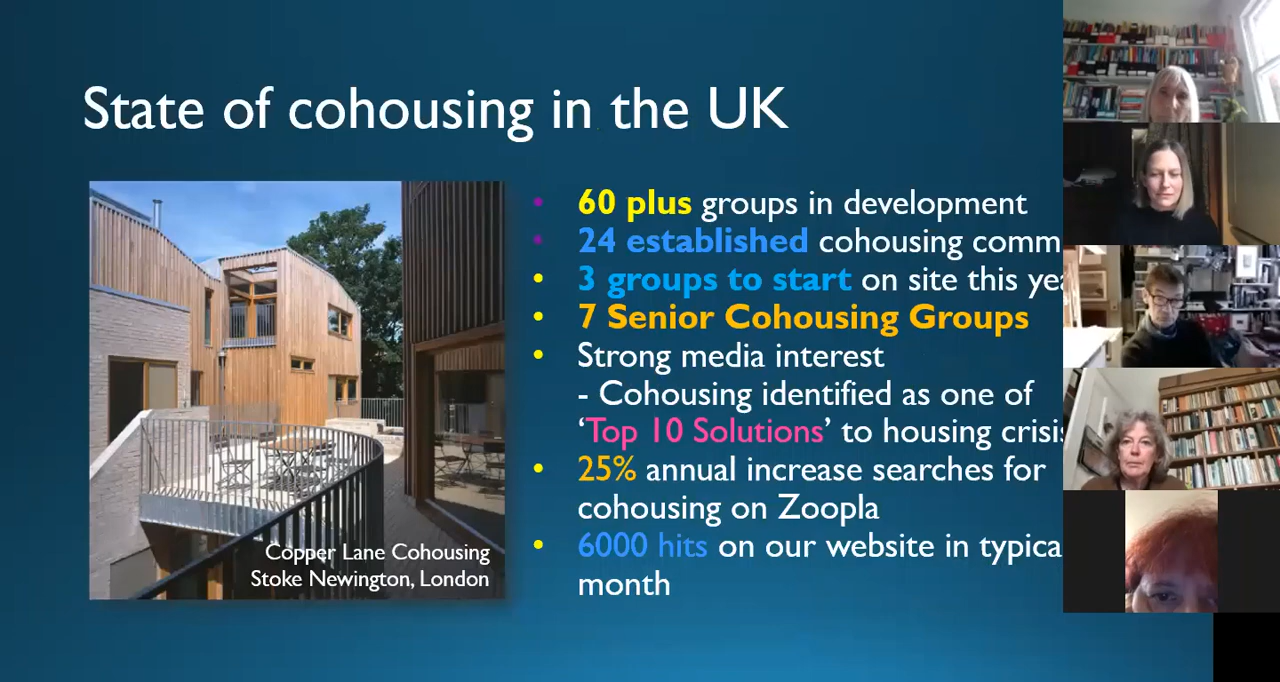 State of cohousing in the UK
60 plus groups in development
24 established cohousing comm
3 groups to start on site this yea
7 Senior Cohousing Groups
Strong media interest
- Cohousing identified as one of
‘Top 10 Solutions’ to housing crisis
25% annual increase searches for
cohousing on Zoopla
6000 hits on our website in typica
month
Copper Lane Cohousing
Stoke Newington, London